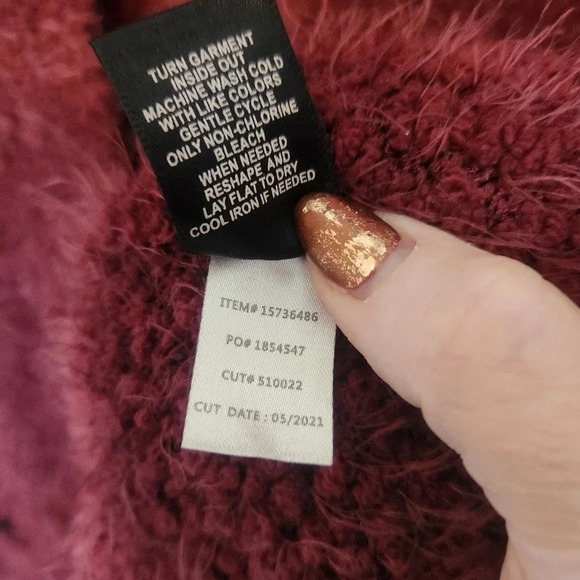 TURN GARMENT
INSIDE OUT
MACHINE WASH COLD
WITH LIKE COLORS
GENTLE CYCLE
ONLY NON-CHLORINE
BLEACH
WHEN NEEDED
RESHAPE AND
LAY FLAT TO DRY
COOL IRON IF NEEDED
ITEM# 15736486
PO# 1854547
CUT# 510022
CUT DATE : 05/2021